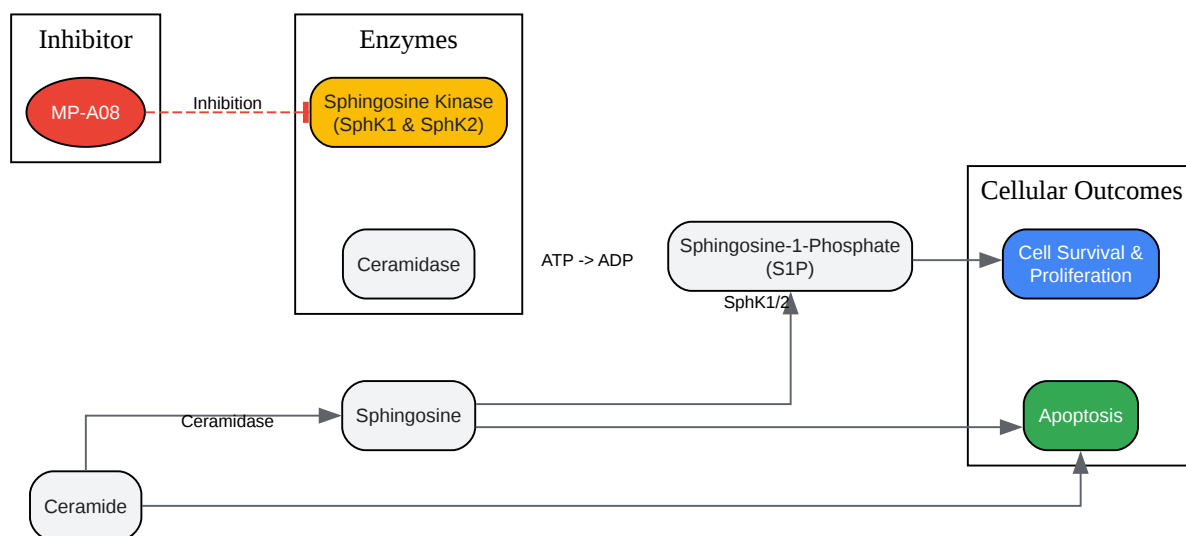 Inhibitor
Enzymes
MP-A08
Inhibition
Sphingosine Kinase
(SphK1 & SphK2)
Cellular Outcomes
Ceramidase
ATP -> ADP
Sphingosine-1-Phosphate
(S1P)
Cell Survival &
Proliferation
SphK1/2
Ceramidase
Sphingosine
Apoptosis
Ceramide